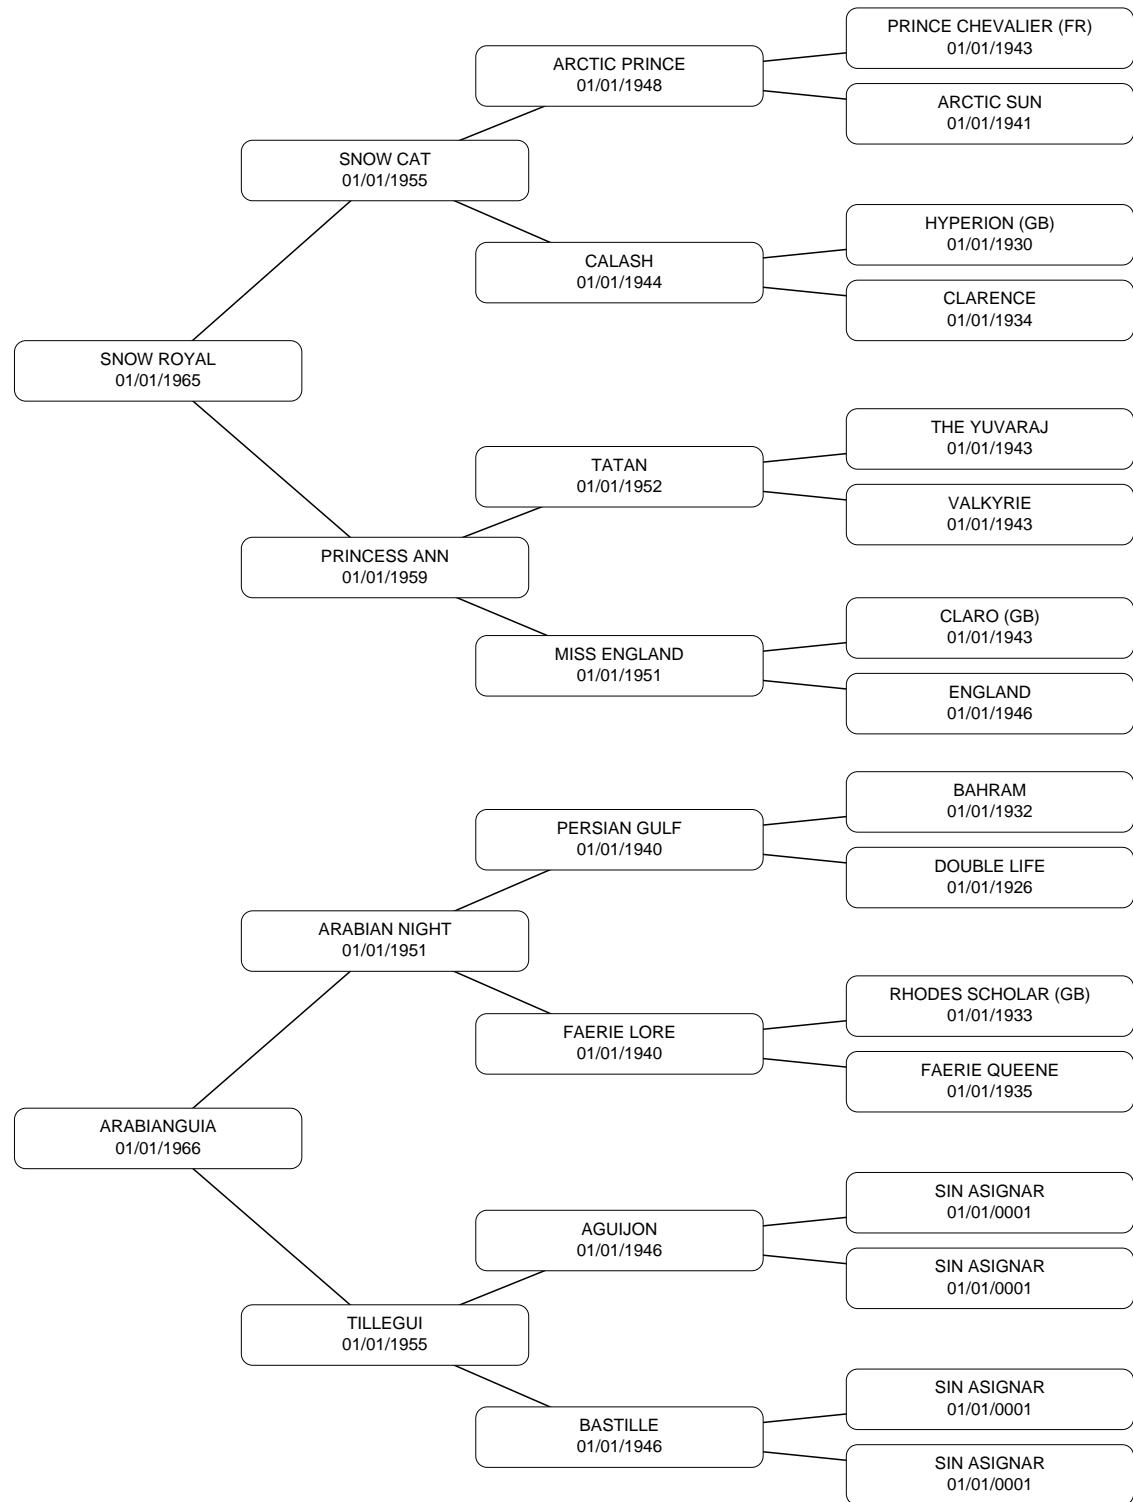 PRINCE CHEVALIER (FR)
01/01/1943
ARCTIC PRINCE
01/01/1948
ARCTIC SUN
01/01/1941
SNOW CAT
01/01/1955
HYPERION (GB)
01/01/1930
CALASH
01/01/1944
CLARENCE
01/01/1934
SNOW ROYAL
01/01/1965
THE YUVARAJ
01/01/1943
TATAN
01/01/1952
VALKYRIE
01/01/1943
PRINCESS ANN
01/01/1959
CLARO (GB)
01/01/1943
MISS ENGLAND
01/01/1951
ENGLAND
01/01/1946
BAHRAM
01/01/1932
PERSIAN GULF
01/01/1940
DOUBLE LIFE
01/01/1926
ARABIAN NIGHT
01/01/1951
RHODES SCHOLAR (GB)
01/01/1933
FAERIE LORE
01/01/1940
FAERIE QUEENE
01/01/1935
ARABIANGUIA
01/01/1966
SIN ASIGNAR
01/01/0001
AGUIJON
01/01/1946
SIN ASIGNAR
01/01/0001
TILLEGUI
01/01/1955
SIN ASIGNAR
01/01/0001
BASTILLE
01/01/1946
SIN ASIGNAR
01/01/0001